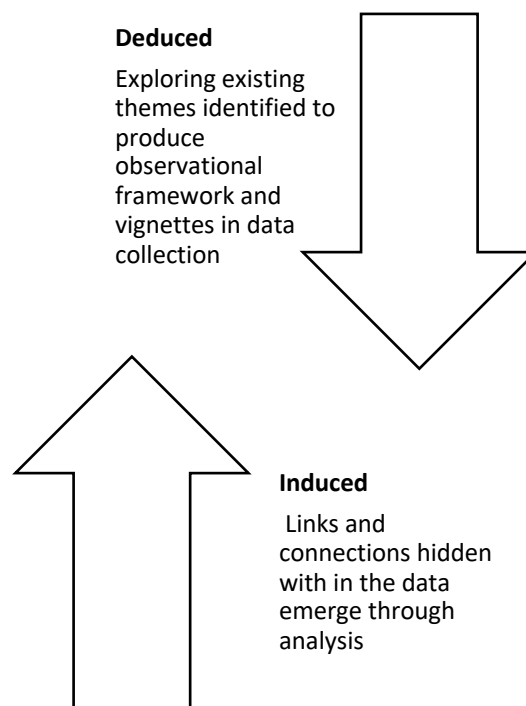 Deduced
Exploring existing
themes identified to
produce
observational
framework and
vignettes in data
collection
Induced
Links and
connections hidden
with in the data
emerge through
analysis